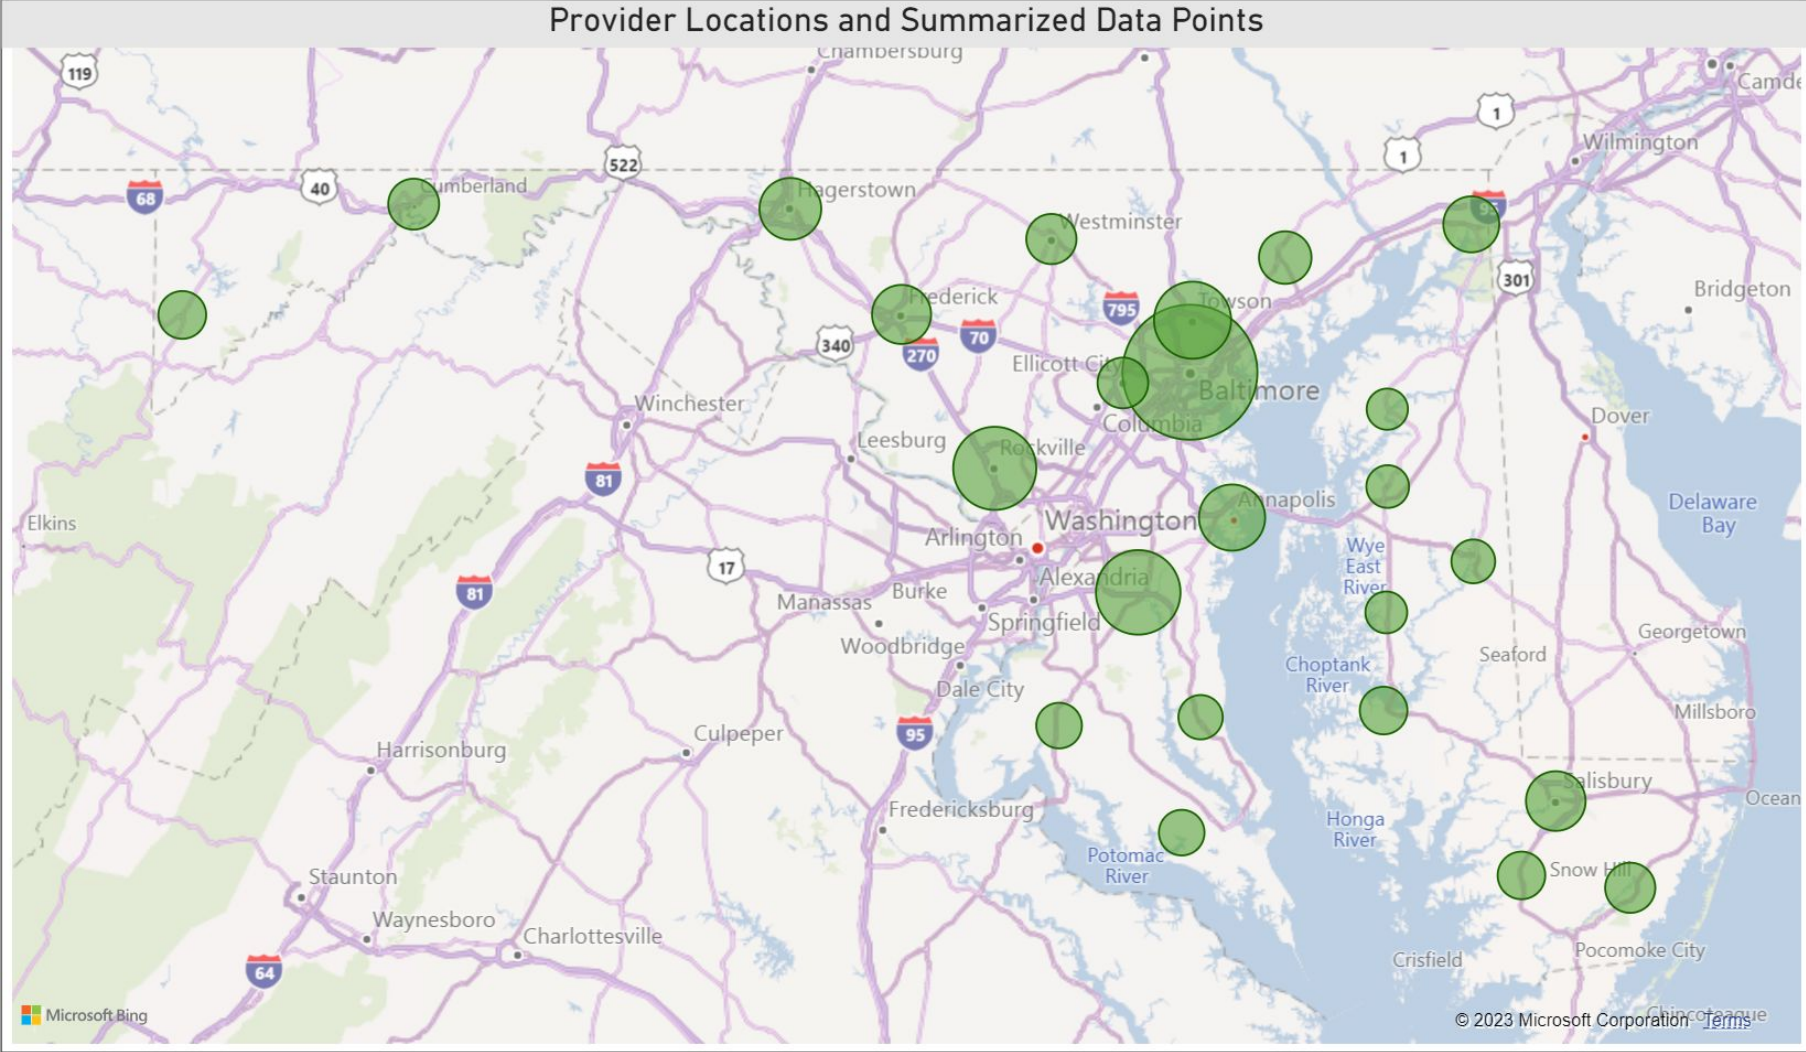 Provider Locations and Summarized Data Points
Chambersburg
119
Camde
1
1
Wilmington
522
40
Cumberland
68
Hagerstown
95
Westminster
301
Bridgeton
Frederick
795
Towson
70
340
270
Ellicott City
Baltimore
Winchester
Columbia
Dover
Leesburg
Rockville
81
Annapolis
Delaware
Bay
Elkins
Washington
Arlington
Wye
East
River
17
Alexandria
81
Burke
Manassas
Springfield
Georgetown
Woodbridge
Seaford
Choptank
River
Dale City
Millsboro
95
Culpeper
Harrisonburg
Salisbury
Ocean
Fredericksburg
Honga
River
Potomac
River
Snow Hill
Staunton
Waynesboro
Charlottesville
Pocomoke City
Crisfield
64
Microsoft Bing
Chincoteague
© 2023 Microsoft Corporation Terms